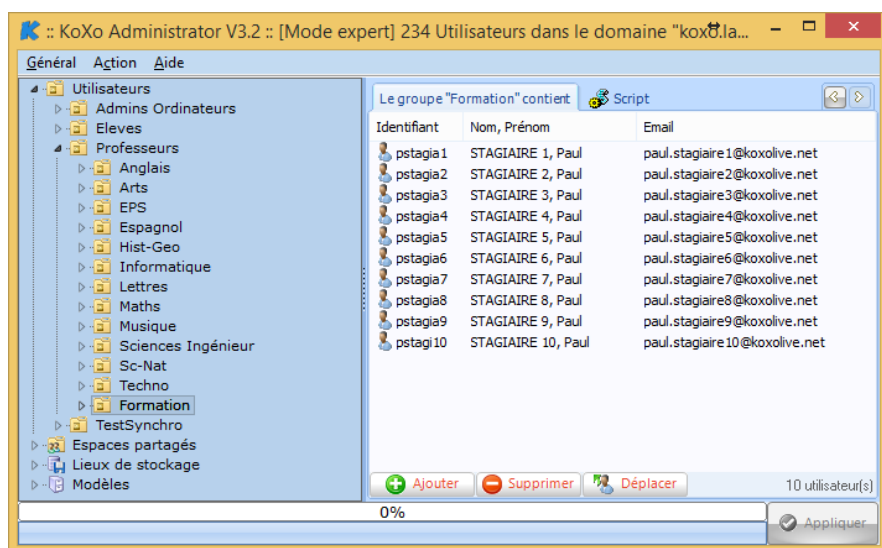 :: KoXo Administrator V3.2 :: [Mode expert] 234 Utilisateurs dans le domaine "koxo.la...
Général Action Aide
Utilisateurs
Admins Ordinateurs
Eleves
Professeurs
Anglais
Arts
EPS
Espagnol
Hist-Geo
Informatique
Lettres
Maths
Musique
Sciences Ingénieur
Sc-Nat
Techno
Formation
TestSynchro
Espaces partagés
Lieux de stockage
Modèles
Le groupe "Formation" contient Script
Identifiant Nom, Prénom Email
pstagia1 STAGIAIRE 1, Paul paul.stagiaire1@koxolive.net
pstagia2 STAGIAIRE 2, Paul paul.stagiaire2@koxolive.net
pstagia3 STAGIAIRE 3, Paul paul.stagiaire3@koxolive.net
pstagia4 STAGIAIRE 4, Paul paul.stagiaire4@koxolive.net
pstagia5 STAGIAIRE 5, Paul paul.stagiaire5@koxolive.net
pstagia6 STAGIAIRE 6, Paul paul.stagiaire6@koxolive.net
pstagia7 STAGIAIRE 7, Paul paul.stagiaire7@koxolive.net
pstagia8 STAGIAIRE 8, Paul paul.stagiaire8@koxolive.net
pstagia9 STAGIAIRE 9, Paul paul.stagiaire9@koxolive.net
pstagi10 STAGIAIRE 10, Paul paul.stagiaire10@koxolive.net
Ajouter Supprimer Déplacer 10 utilisateur(s)
0%
Appliquer